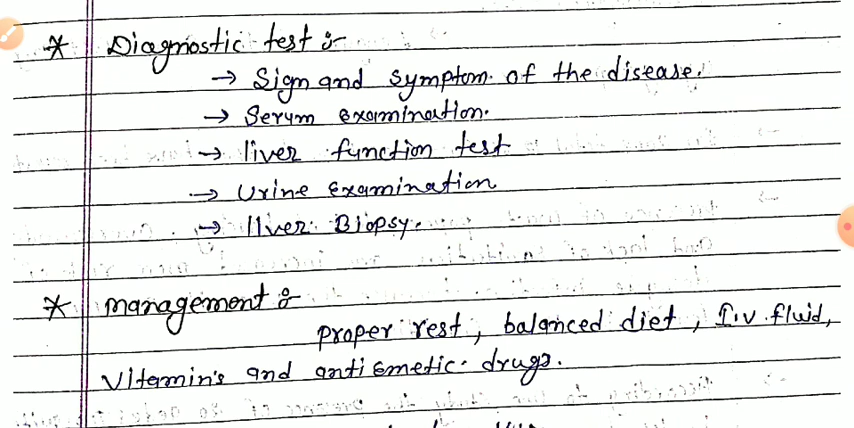 * Diagnostic test :-
→ Sign and symptom of the disease.
→ Serum examination.
→ liver function test
→ Urine Examination
→ liver Biopsy.
* management :-
proper rest, balanced diet, I.v fluid,
vitamin's and anti emetic drugs.